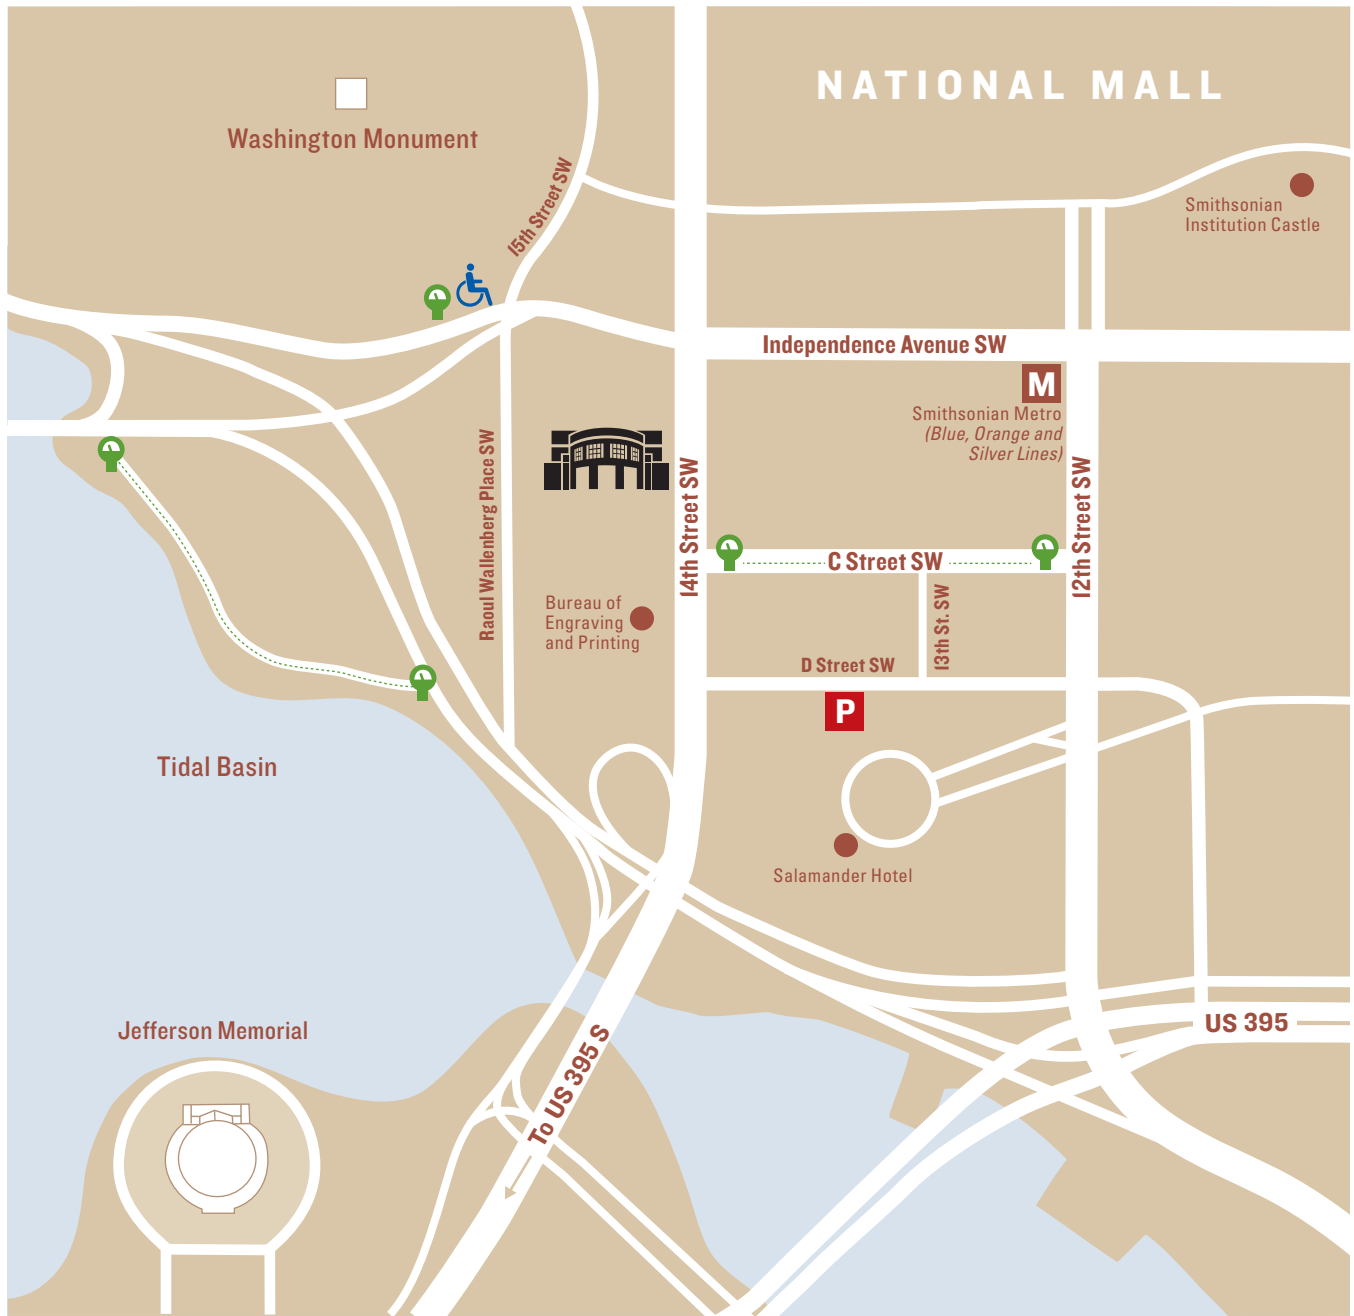 NATIONAL MALL
Washington Monument
15th Street SW
Smithsonian
Institution Castle
Independence Avenue SW
M
Smithsonian Metro
(Blue, Orange and
Silver Lines)
Raoul Wallenberg Place SW
14th Street SW
12th Street SW
C Street SW
Bureau of
Engraving
and Printing
13th St. SW
D Street SW
P
Tidal Basin
Salamander Hotel
Jefferson Memorial
US 395
To US 395 S